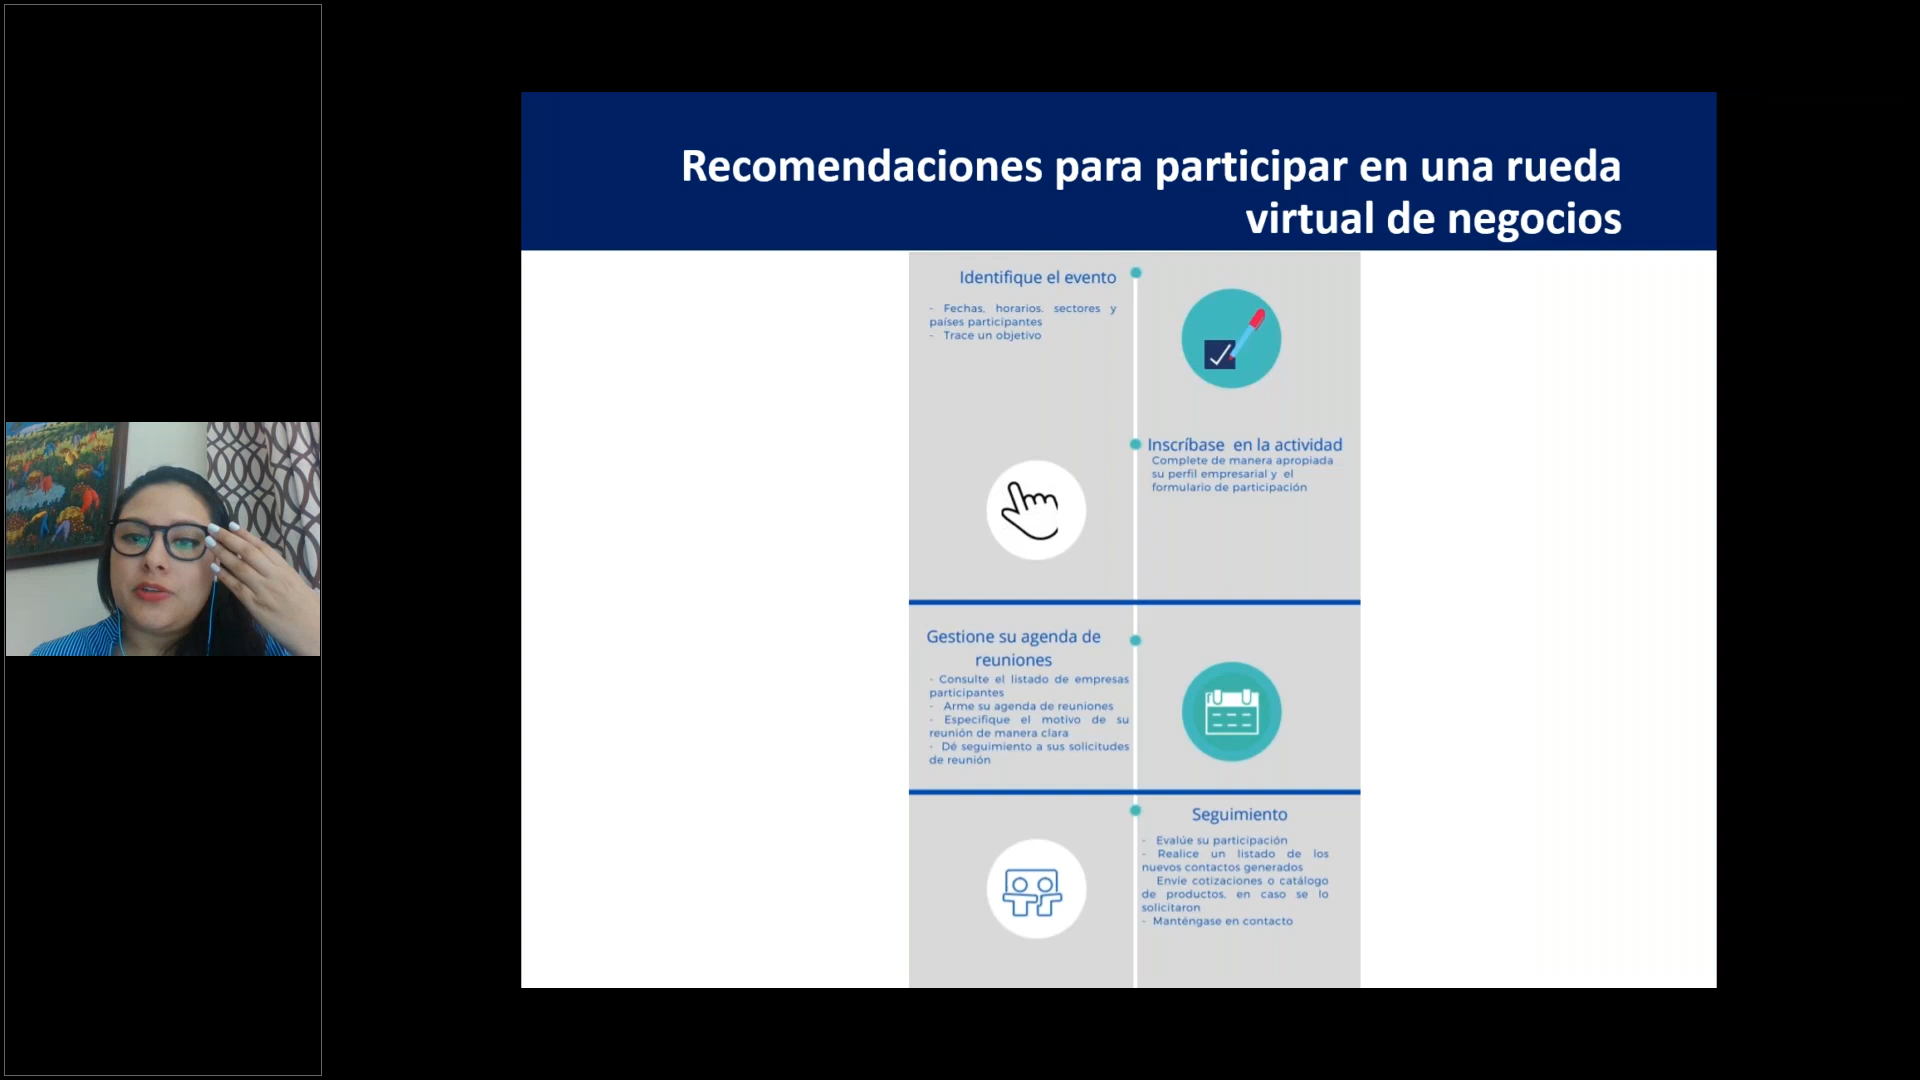 Recomendaciones para participar en una rueda
virtual de negocios
Identifique el evento
- Fechas, horarios, sectores y
países participantes
- Trace un objetivo
Inscríbase en la actividad
Complete de manera apropiada
su perfil empresarial y el
formulario de participación
Gestione su agenda de
reuniones
- Consulte el listado de empresas
participantes
- Arme su agenda de reuniones
- Especifique el motivo de su
reunión de manera clara
- Dé seguimiento a sus solicitudes
de reunión
Seguimiento
- Evalúe su participación
- Realice un listado de los
nuevos contactos generados
Envíe cotizaciones o catálogo
de productos, en caso se lo
solicitaron
- Manténgase en contacto